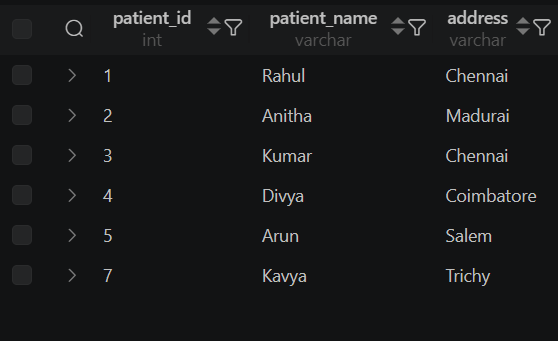 patient_id patient_name address
int varchar varchar
1 Rahul Chennai
2 Anitha Madurai
3 Kumar Chennai
4 Divya Coimbatore
5 Arun Salem
7 Kavya Trichy